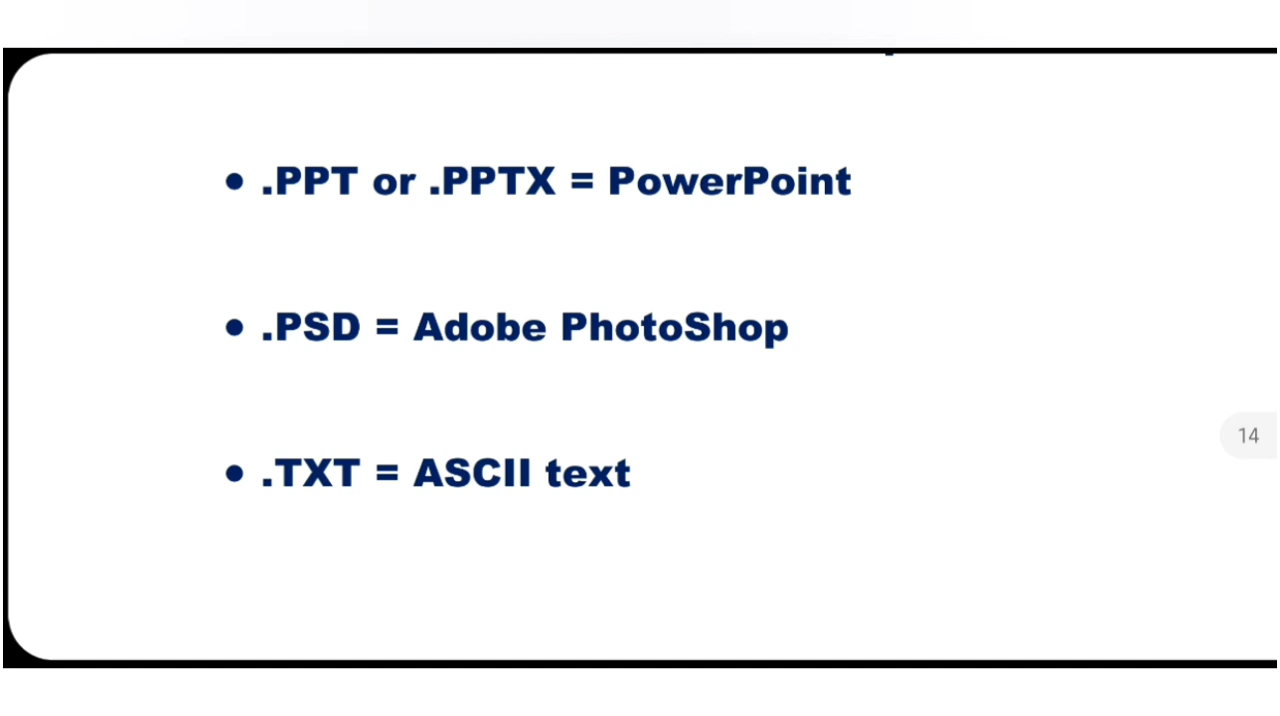 • .PPT or .PPTX = PowerPoint
• .PSD = Adobe PhotoShop
14
• .TXT = ASCII text